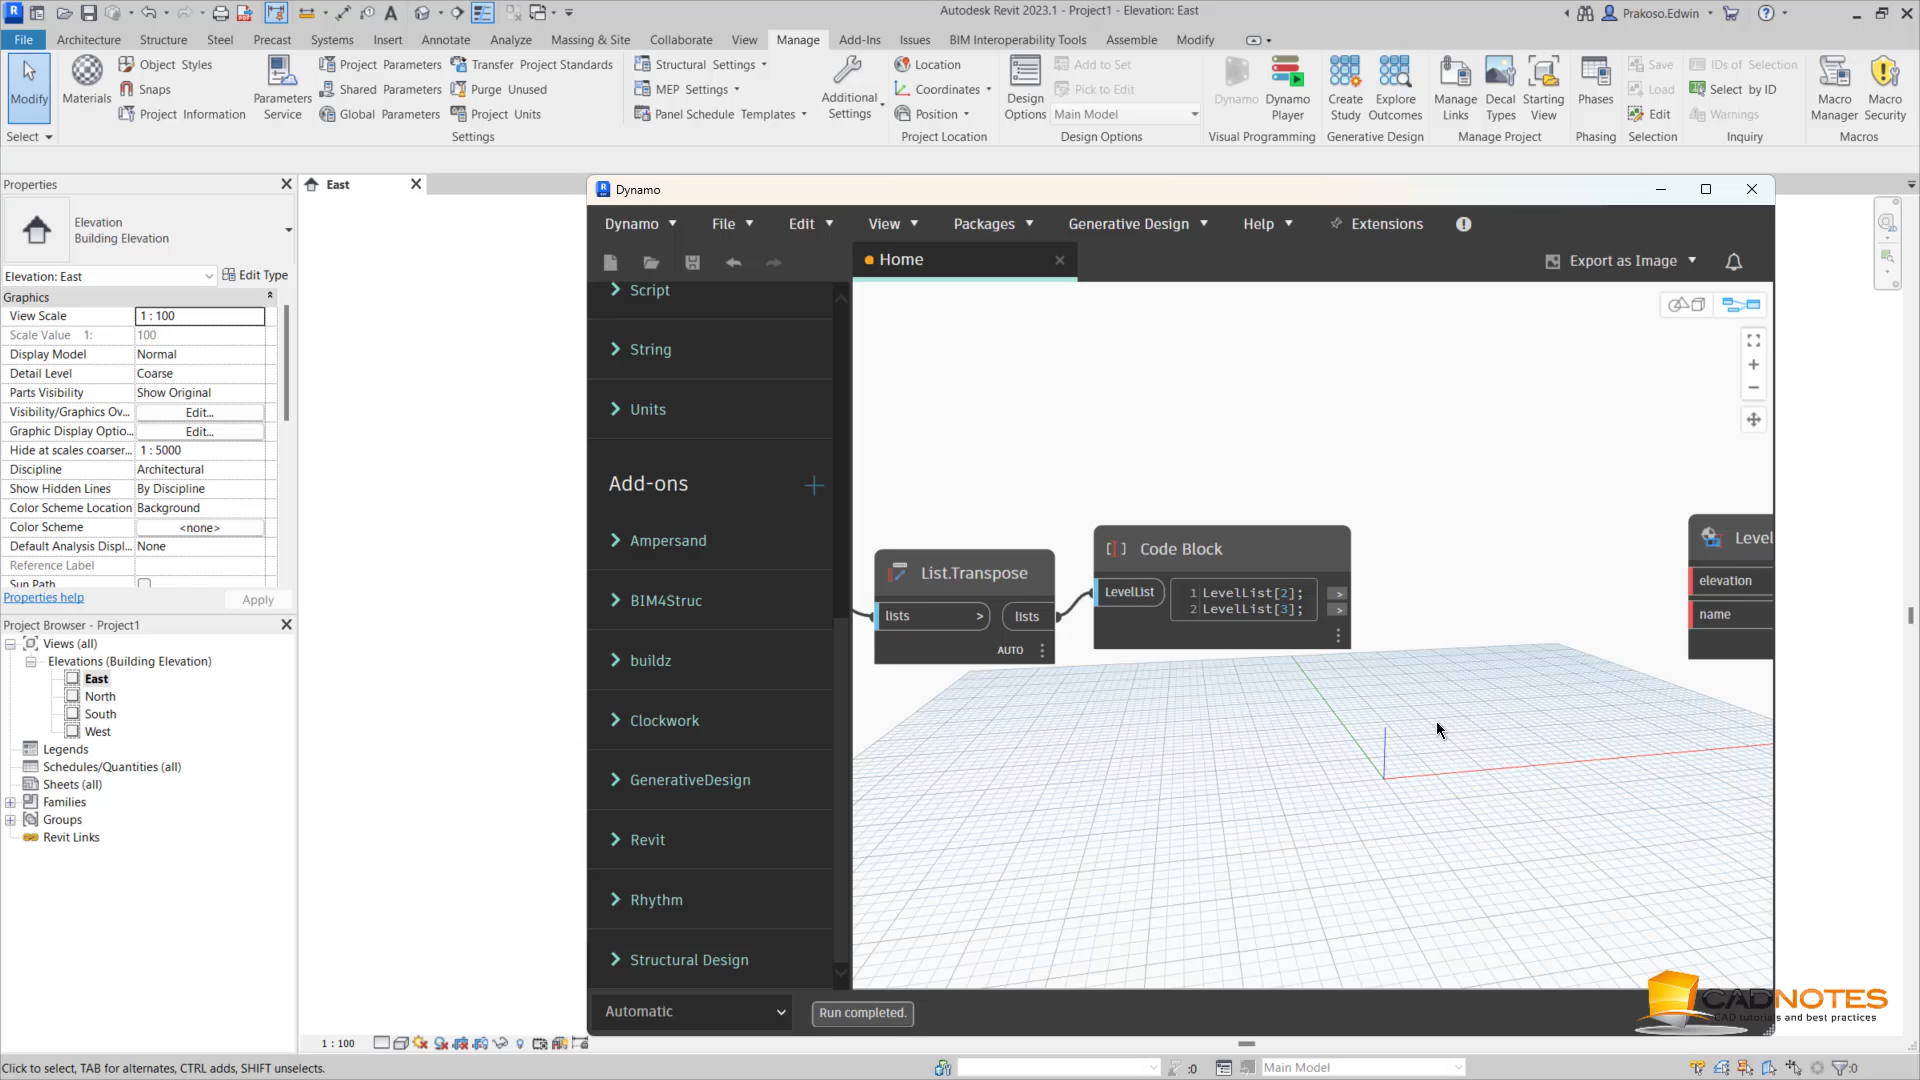 Autodesk Revit 2023.1 - Project1 - Elevation: East
Prakoso.Edwin
File Architecture Structure Steel Precast Systems Insert Annotate Analyze Massing & Site Collaborate View Manage Add-Ins Issues BIM Interoperability Tools Assemble Modify
Modify
Materials
Object Styles
Snaps
Project Information
Parameters Service
Project Parameters
Shared Parameters
Global Parameters
Transfer Project Standards
Purge Unused
Project Units
Structural Settings
MEP Settings
Panel Schedule Templates
Additional Settings
Location
Coordinates
Position
Design Options
Add to Set
Pick to Edit
Main Model
Dynamo
Dynamo Player
Create Study
Explore Outcomes
Manage Links
Decal Types
Starting View
Phases
Save
Load
Edit
IDs of Selection
Select by ID
Warnings
Macro Manager
Macro Security
Select
Settings
Project Location
Design Options
Visual Programming
Generative Design
Manage Project
Phasing
Selection
Inquiry
Macros
Properties
East
Elevation
Building Elevation
Elevation: East
Edit Type
Graphics
View Scale 1 : 100
Scale Value 1: 100
Display Model Normal
Detail Level Coarse
Parts Visibility Show Original
Visibility/Graphics Ov... Edit...
Graphic Display Optio... Edit...
Hide at scales coarser... 1 : 5000
Discipline Architectural
Show Hidden Lines By Discipline
Color Scheme Location Background
Color Scheme <none>
Default Analysis Displ... None
Reference Label
Sun Path
Properties help
Apply
Project Browser - Project1
Views (all)
Elevations (Building Elevation)
East
North
South
West
Legends
Schedules/Quantities (all)
Sheets (all)
Families
Groups
Revit Links
Dynamo
Dynamo File Edit View Packages Generative Design Help Extensions
Home
Export as Image
Script
String
Units
Add-ons
Ampersand
BIM4Struc
buildz
Clockwork
GenerativeDesign
Revit
Rhythm
Structural Design
List.Transpose
lists >
lists
AUTO
Code Block
LevelList
1 LevelList[2]; >
2 LevelList[3]; >
Level
elevation
name
Automatic
Run completed.
CADNOTES
CAD tutorials and best practices
1 : 100
Click to select, TAB for alternates, CTRL adds, SHIFT unselects.
:0
Main Model
:0